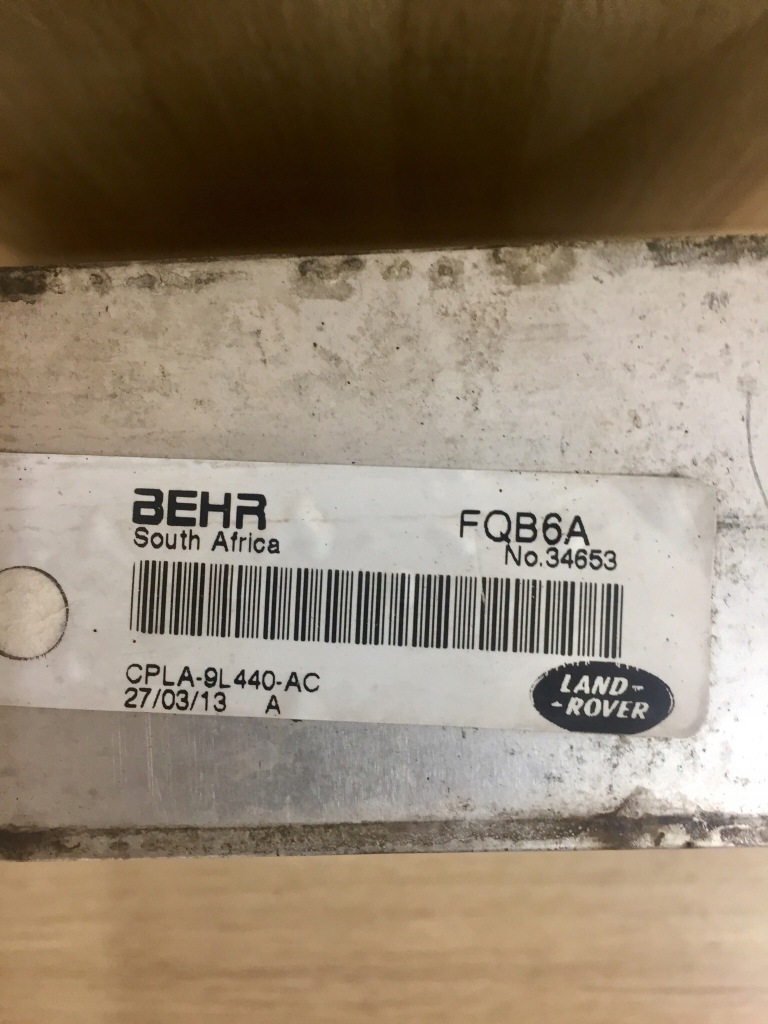 BEHR
South Africa
FQB6A
No.34653
CPLA-9L440-AC
27/03/13 A
LAND-
-ROVER